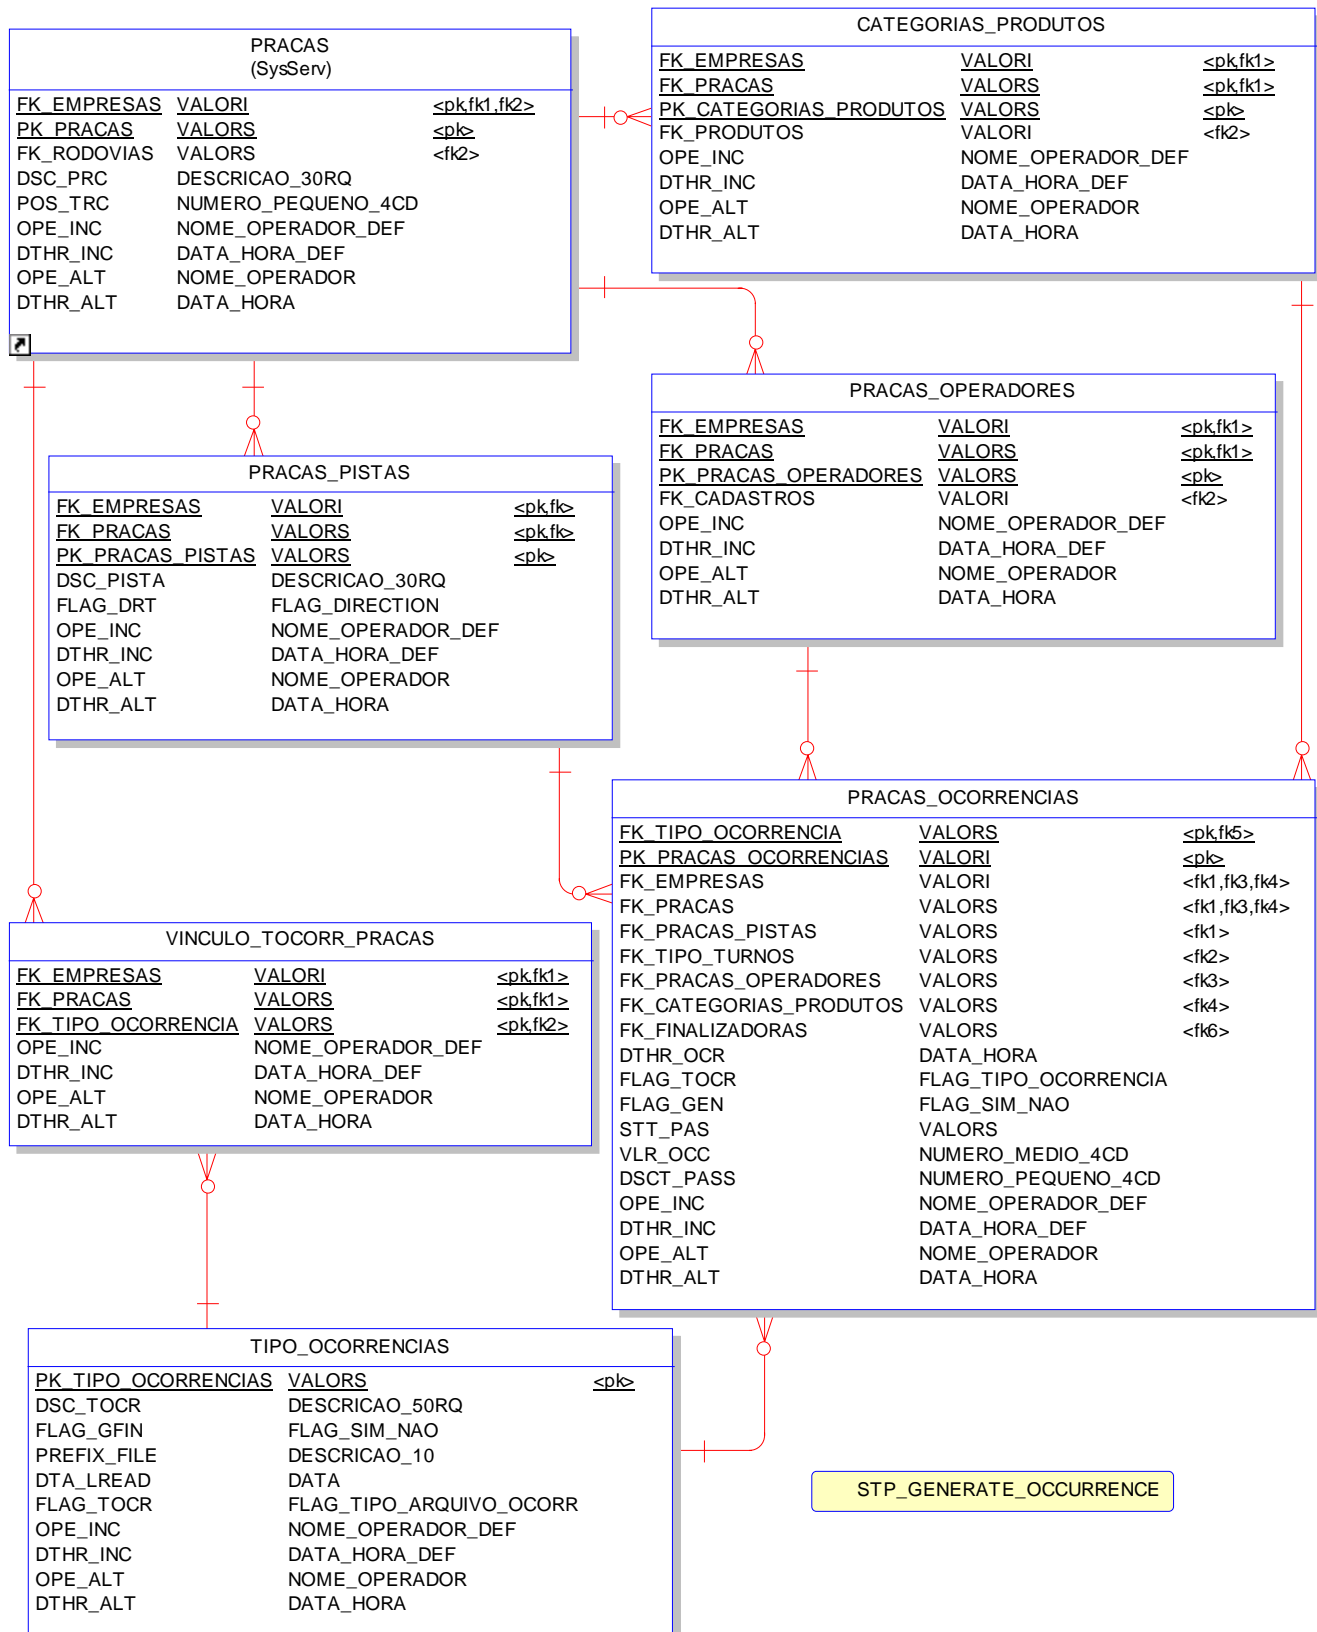 PRACAS
(SysServ)
FK_EMPRESAS VALORI <pk,fk1,fk2>
PK_PRACAS VALORS <pk>
FK_RODOVIAS VALORS <fk2>
DSC_PRC DESCRICAO_30RQ
POS_TRC NUMERO_PEQUENO_4CD
OPE_INC NOME_OPERADOR_DEF
DTHR_INC DATA_HORA_DEF
OPE_ALT NOME_OPERADOR
DTHR_ALT DATA_HORA
CATEGORIAS_PRODUTOS
FK_EMPRESAS VALORI <pk,fk1>
FK_PRACAS VALORS <pk,fk1>
PK_CATEGORIAS_PRODUTOS VALORS <pk>
FK_PRODUTOS VALORI <fk2>
OPE_INC NOME_OPERADOR_DEF
DTHR_INC DATA_HORA_DEF
OPE_ALT NOME_OPERADOR
DTHR_ALT DATA_HORA
PRACAS_OPERADORES
FK_EMPRESAS VALORI <pk,fk1>
FK_PRACAS VALORS <pk,fk1>
PK_PRACAS_OPERADORES VALORS <pk>
FK_CADASTROS VALORI <fk2>
OPE_INC NOME_OPERADOR_DEF
DTHR_INC DATA_HORA_DEF
OPE_ALT NOME_OPERADOR
DTHR_ALT DATA_HORA
PRACAS_PISTAS
FK_EMPRESAS VALORI <pk,fk>
FK_PRACAS VALORS <pk,fk>
PK_PRACAS_PISTAS VALORS <pk>
DSC_PISTA DESCRICAO_30RQ
FLAG_DRT FLAG_DIRECTION
OPE_INC NOME_OPERADOR_DEF
DTHR_INC DATA_HORA_DEF
OPE_ALT NOME_OPERADOR
DTHR_ALT DATA_HORA
PRACAS_OCORRENCIAS
FK_TIPO_OCORRENCIA VALORS <pk,fk5>
PK_PRACAS_OCORRENCIAS VALORI <pk>
FK_EMPRESAS VALORI <fk1,fk3,fk4>
FK_PRACAS VALORS <fk1,fk3,fk4>
FK_PRACAS_PISTAS VALORS <fk1>
FK_TIPO_TURNOS VALORS <fk2>
FK_PRACAS_OPERADORES VALORS <fk3>
FK_CATEGORIAS_PRODUTOS VALORS <fk4>
FK_FINALIZADORAS VALORS <fk6>
DTHR_OCR DATA_HORA
FLAG_TOCR FLAG_TIPO_OCORRENCIA
FLAG_GEN FLAG_SIM_NAO
STT_PAS VALORS
VLR_OCC NUMERO_MEDIO_4CD
DSCT_PASS NUMERO_PEQUENO_4CD
OPE_INC NOME_OPERADOR_DEF
DTHR_INC DATA_HORA_DEF
OPE_ALT NOME_OPERADOR
DTHR_ALT DATA_HORA
VINCULO_TOCORR_PRACAS
FK_EMPRESAS VALORI <pk,fk1>
FK_PRACAS VALORS <pk,fk1>
FK_TIPO_OCORRENCIA VALORS <pk,fk2>
OPE_INC NOME_OPERADOR_DEF
DTHR_INC DATA_HORA_DEF
OPE_ALT NOME_OPERADOR
DTHR_ALT DATA_HORA
TIPO_OCORRENCIAS
PK_TIPO_OCORRENCIAS VALORS <pk>
DSC_TOCR DESCRICAO_50RQ
FLAG_GFIN FLAG_SIM_NAO
PREFIX_FILE DESCRICAO_10
DTA_LREAD DATA
FLAG_TOCR FLAG_TIPO_ARQUIVO_OCORR
OPE_INC NOME_OPERADOR_DEF
DTHR_INC DATA_HORA_DEF
OPE_ALT NOME_OPERADOR
DTHR_ALT DATA_HORA
STP_GENERATE_OCCURRENCE